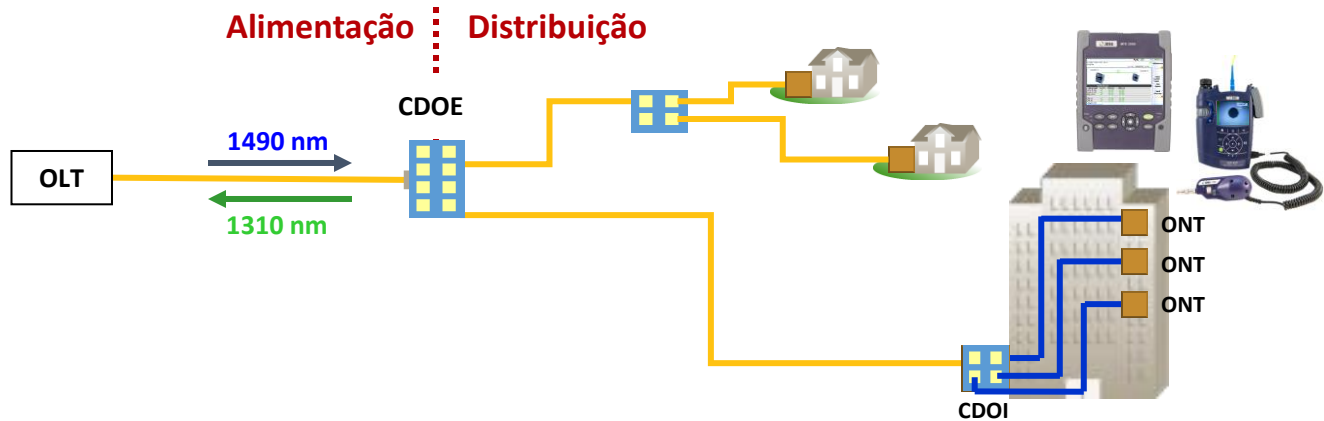 Alimentação
Distribuição
CDOE
1490 nm
OLT
1310 nm
ONT
ONT
ONT
CDOI